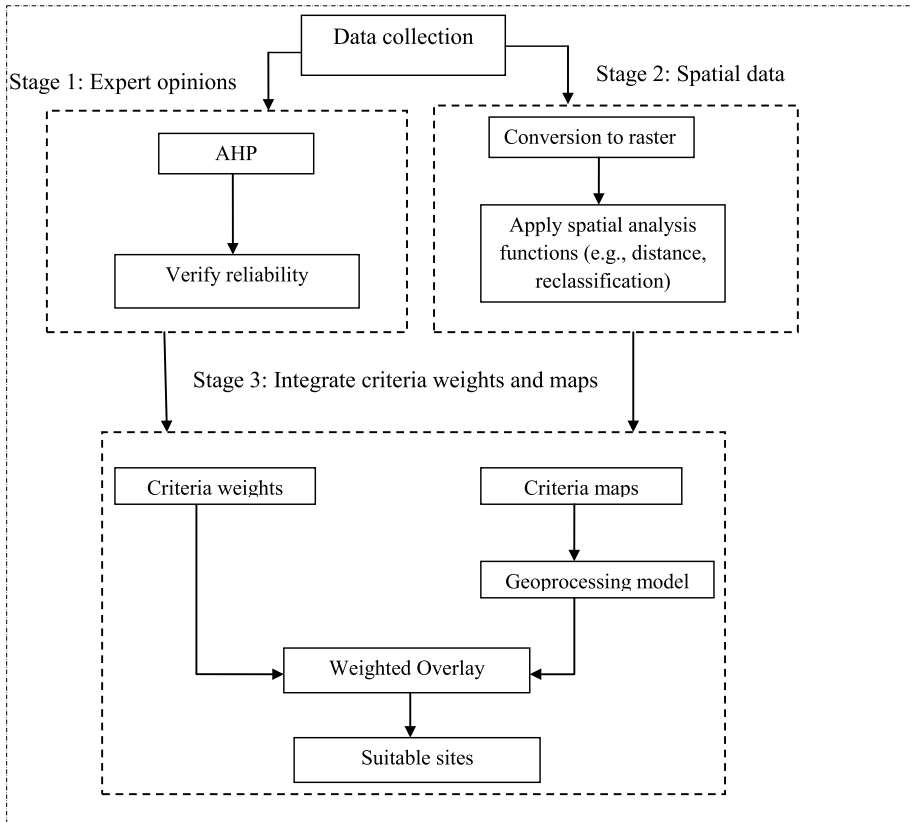 Data collection
Stage 1: Expert opinions
Stage 2: Spatial data
AHP
Verify reliability
Conversion to raster
Apply spatial analysis
functions (e.g., distance,
reclassification)
Stage 3: Integrate criteria weights and maps
Criteria weights
Criteria maps
Geoprocessing model
Weighted Overlay
Suitable sites